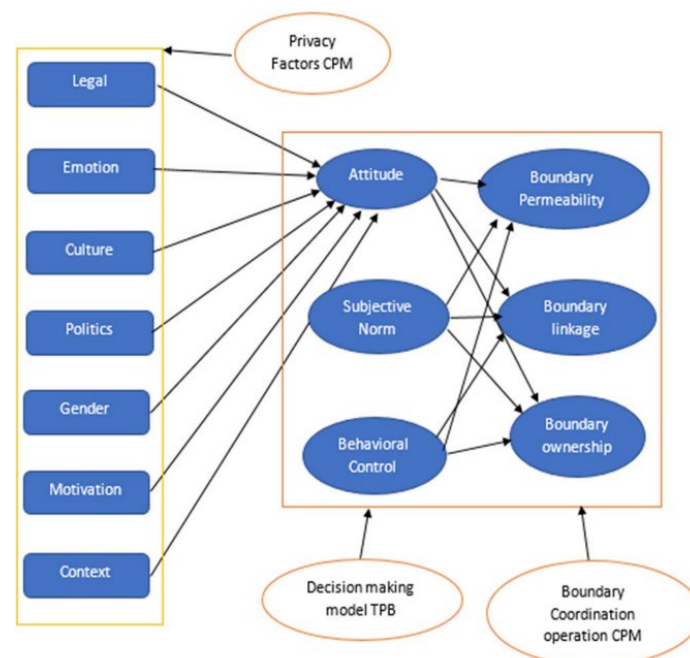 Privacy
Factors CPM
Legal
Emotion
Culture
Politics
Gender
Motivation
Context
Attitude
Subjective
Norm
Behavioral
Control
Boundary
Permeability
Boundary
linkage
Boundary
ownership
Decision making
model TPB
Boundary
Coordination
operation CPM